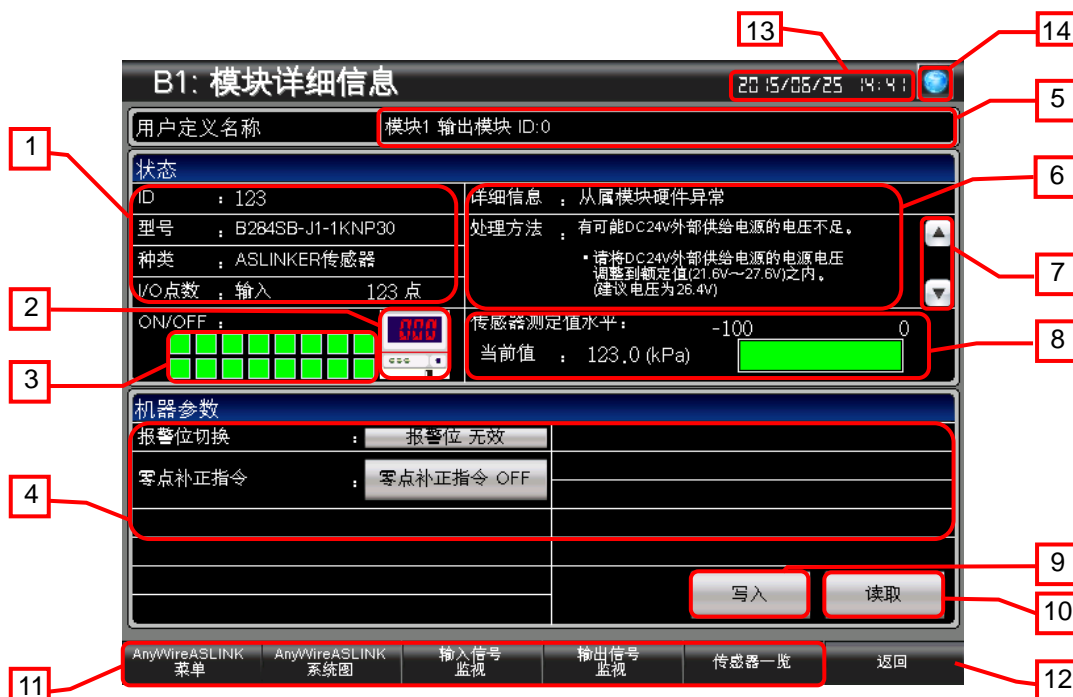 13
14
B1: 模块详细信息
2015/06/25 14:41
5
用户定义名称 模块1 输出模块 ID:0
1
状态
6
ID : 123
详细信息 : 从属模块硬件异常
型号 : B284SB-J1-1KNP30
处理方法 : 有可能DC24V外部供给电源的电压不足。
种类 : ASLINKER传感器
•请将DC24V外部供给电源的电源电压
调整到额定值(21.6V～27.6V)之内。
(建议电压为26.4V)
7
I/O点数 : 输入 123 点
2
ON/OFF :
000
传感器测定值水平: -100 0
8
当前值 : 123.0 (kPa)
3
机器参数
报警位切换 : 报警位 无效
零点补正指令 : 零点补正指令 OFF
4
9
写入 读取
10
AnyWireASLINK
菜单
AnyWireASLINK
系统图
输入信号
监视
输出信号
监视
传感器一览
返回
11
12